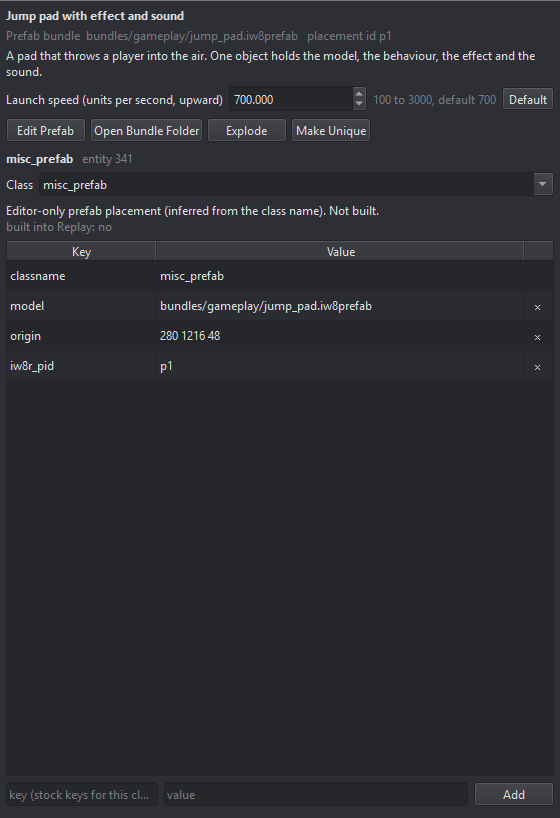 Jump pad with effect and sound
Prefab bundle bundles/gameplay/jump_pad.iw8prefab placement id p1
A pad that throws a player into the air. One object holds the model, the behaviour, the effect and the
sound.
Launch speed (units per second, upward) 700.000 100 to 3000, default 700 Default
Edit Prefab Open Bundle Folder Explode Make Unique
misc_prefab entity 341
Class misc_prefab
Editor-only prefab placement (inferred from the class name). Not built.
built into Replay: no
Key Value
classname misc_prefab
model bundles/gameplay/jump_pad.iw8prefab ×
origin 280 1216 48 ×
iw8r_pid p1 ×
key (stock keys for this cl... value Add